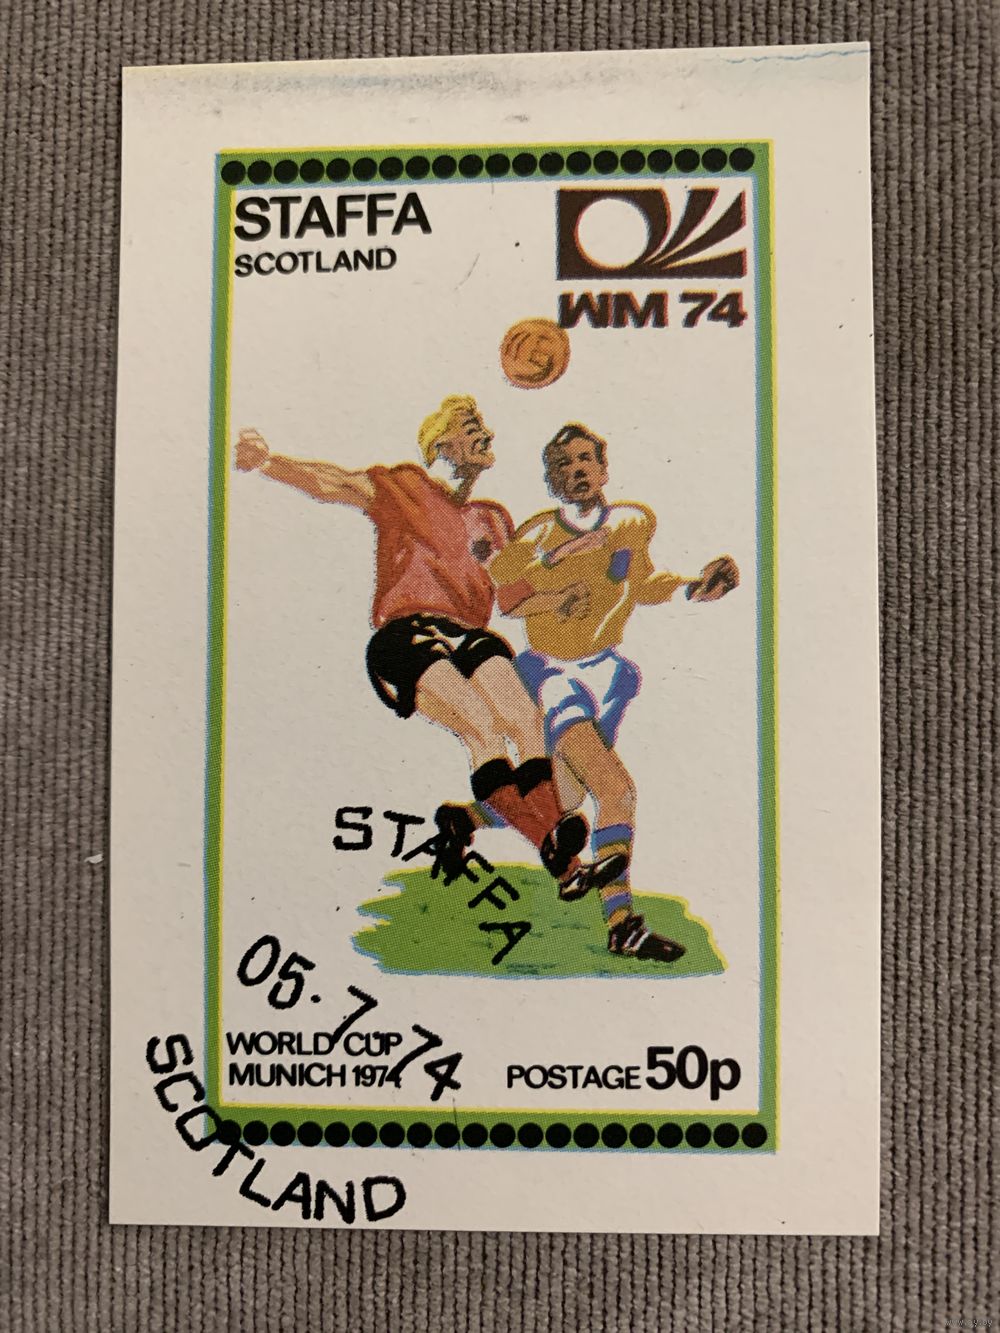 STAFFA
SCOTLAND
WM 74
STAFFA
05.7.74
WORLD CUP
MUNICH 1974
POSTAGE 50p
SCOTLAND